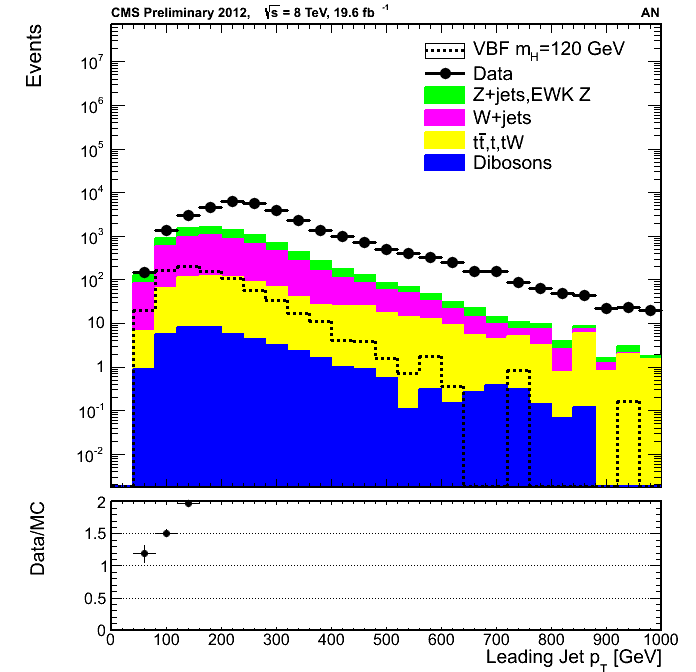 CMS Preliminary 2012, √s = 8 TeV, 19.6 fb⁻¹ AN
Events
VBF m_H=120 GeV
Data
Z+jets,EWK Z
W+jets
tt̄,t,tW
Dibosons
10⁷
10⁶
10⁵
10⁴
10³
10²
10
1
10⁻¹
10⁻²
Data/MC
2
1.5
1
0.5
0
0 100 200 300 400 500 600 700 800 900 1000
Leading Jet p_T [GeV]